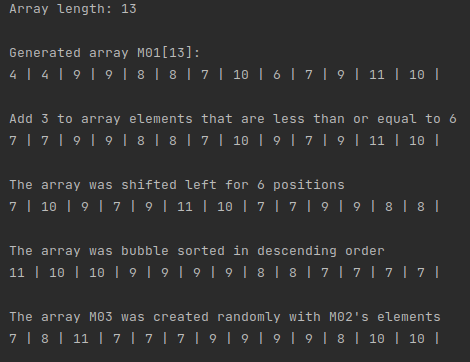 Array length: 13
Generated array M01[13]:
4 | 4 | 9 | 9 | 8 | 8 | 7 | 10 | 6 | 7 | 9 | 11 | 10 |
Add 3 to array elements that are less than or equal to 6
7 | 7 | 9 | 9 | 8 | 8 | 7 | 10 | 9 | 7 | 9 | 11 | 10 |
The array was shifted left for 6 positions
7 | 10 | 9 | 7 | 9 | 11 | 10 | 7 | 7 | 9 | 9 | 8 | 8 |
The array was bubble sorted in descending order
11 | 10 | 10 | 9 | 9 | 9 | 9 | 8 | 8 | 7 | 7 | 7 | 7 |
The array M03 was created randomly with M02's elements
7 | 8 | 11 | 7 | 7 | 7 | 9 | 9 | 9 | 9 | 8 | 10 | 10 |